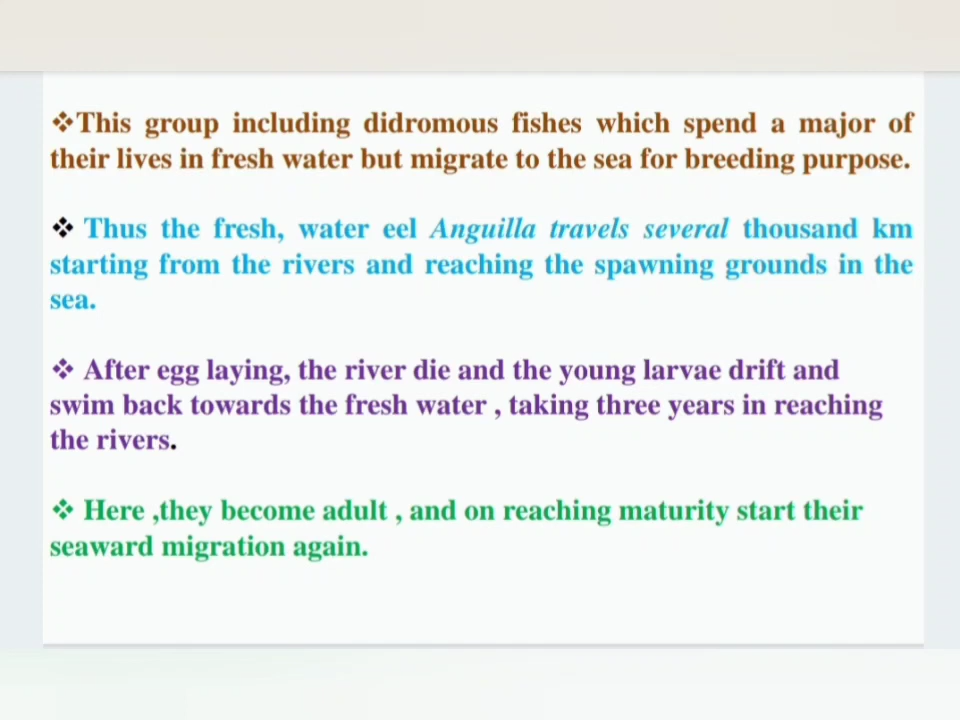 ❖This group including didromous fishes which spend a major of
their lives in fresh water but migrate to the sea for breeding purpose.
❖ Thus the fresh, water eel Anguilla travels several thousand km
starting from the rivers and reaching the spawning grounds in the
sea.
❖ After egg laying, the river die and the young larvae drift and
swim back towards the fresh water , taking three years in reaching
the rivers.
❖ Here ,they become adult , and on reaching maturity start their
seaward migration again.